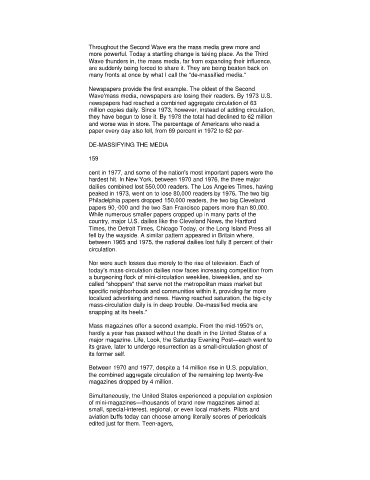 Throughout the Second Wave era the mass media grew more and
more powerful. Today a startling change is taking place. As the Third
Wave thunders in, the mass media, far from expanding their influence,
are suddenly being forced to share it. They are being beaten back on
many fronts at once by what I call the "de-massified media."
Newspapers provide the first example. The oldest of the Second
Wave'mass media, newspapers are losing their readers. By 1973 U.S.
newspapers had reached a combined aggregate circulation of 63
million copies daily. Since 1973, however, instead of adding circulation,
they have begun to lose it. By 1978 the total had declined to 62 million
and worse was in store. The percentage of Americans who read a
paper every day also fell, from 69 percent in 1972 to 62 per-
DE-MASSIFYING THE MEDIA
159
cent in 1977, and some of the nation's most important papers were the
hardest hit. In New York, between 1970 and 1976, the three major
dailies combined lost 550,000 readers. The Los Angeles Times, having
peaked in 1973, went on to lose 80,000 readers by 1976. The two big
Philadelphia papers dropped 150,000 readers, the two big Cleveland
papers 90, -000 and the two San Francisco papers more than 80,000.
While numerous smaller papers cropped up in many parts of the
country, major U.S. dailies like the Cleveland News, the Hartford
Times, the Detroit Times, Chicago Today, or the Long Island Press all
fell by the wayside. A similar pattern appeared in Britain where,
between 1965 and 1975, the national dailies lost fully 8 percent of their
circulation.
Nor were such losses due merely to the rise of television. Each of
today's mass-circulation dailies now faces increasing competition from
a burgeoning flock of mini-circulation weeklies, biweeklies, and so-
called "shoppers" that serve not the metropolitan mass market but
specific neighborhoods and communities within it, providing far more
localized advertising and news. Having reached saturation, the big-city
mass-circulation daily is in deep trouble. De-massified media are
snapping at its heels.*
Mass magazines offer a second example. From the mid-1950's on,
hardly a year has passed without the death in the United States of a
major magazine. Life, Look, the Saturday Evening Post—each went to
its grave, later to undergo resurrection as a small-circulation ghost of
its former self.
Between 1970 and 1977, despite a 14 million rise in U.S. population,
the combined aggregate circulation of the remaining top twenty-five
magazines dropped by 4 million.
Simultaneously, the United States experienced a population explosion
of mini-magazines—thousands of brand new magazines aimed at
small, special-interest, regional, or even local markets. Pilots and
aviation buffs today can choose among literally scores of periodicals
edited just for them. Teen-agers,